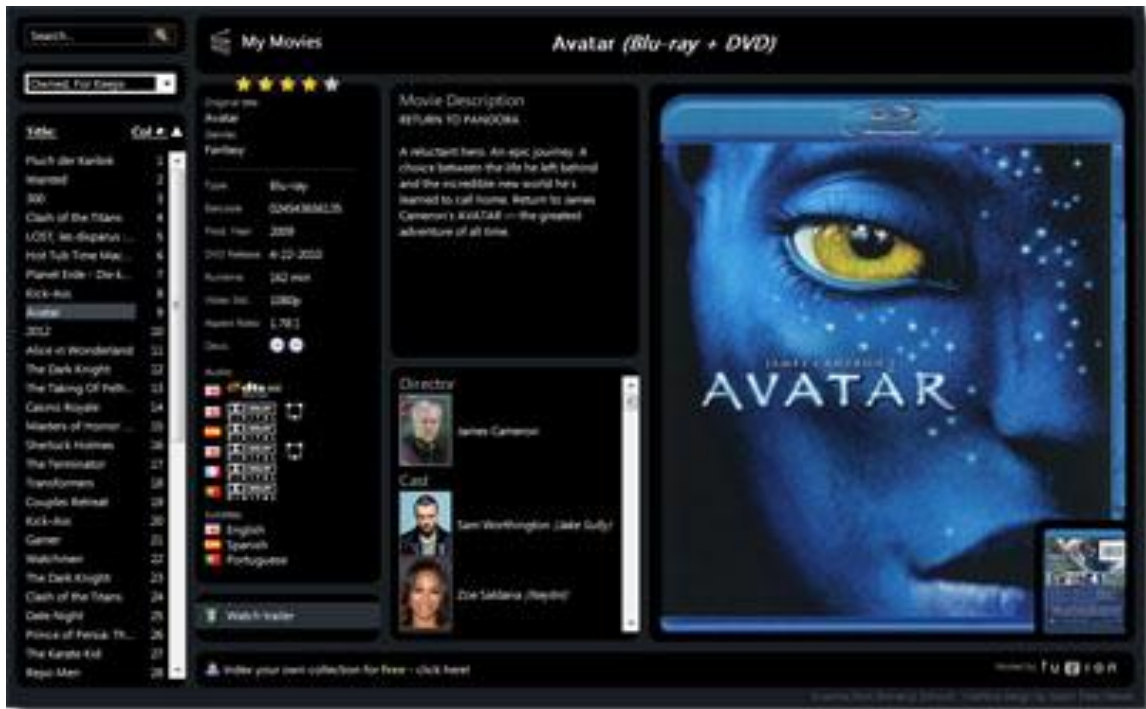 Search...
My Movies
Avatar (Blu-ray + DVD)
Owned, For Keeps
Title: Col #: ▲
Fluch der Karibik 1
Wanted 2
300 3
Clash of the Titans 4
LOST, les disparus ... 5
Hot Tub Time Mac... 6
Planet Erde - Die k... 7
Kick-Ass 8
Avatar 9
2012 10
Alice in Wonderland 11
The Dark Knight 12
The Taking Of Pelh... 13
Casino Royale 14
Masters of Horror ... 15
Sherlock Holmes 16
The Terminator 17
Transformers 18
Couples Retreat 19
Kick-Ass 20
Gamer 21
Watchmen 22
The Dark Knight 23
Clash of the Titans 24
Date Night 25
Prince of Persia: Th... 26
The Karate Kid 27
Repo Men 28
Original title
Avatar
Genre
Fantasy
Type Blu-ray
Barcode
Prod. Year 2009
DVD Release 4-22-2010
Runtime 162 min
Video Std. 1080p
Aspect Ratio 1.78:1
Discs
Audio
dts
Subtitles
English
Spanish
Portuguese
Watch trailer
Movie Description
RETURN TO PANDORA
A reluctant hero. An epic journey. A
choice between the life he left behind
and the incredible new world he's
learned to call home. Return to James
Cameron's AVATAR -- the greatest
adventure of all time.
Director
James Cameron
Cast
Sam Worthington (Jake Sully)
Zoe Saldana (Neytiri)
JAMES CAMERON'S
AVATAR
Index your own collection for free - click here!
Hosted by fusion